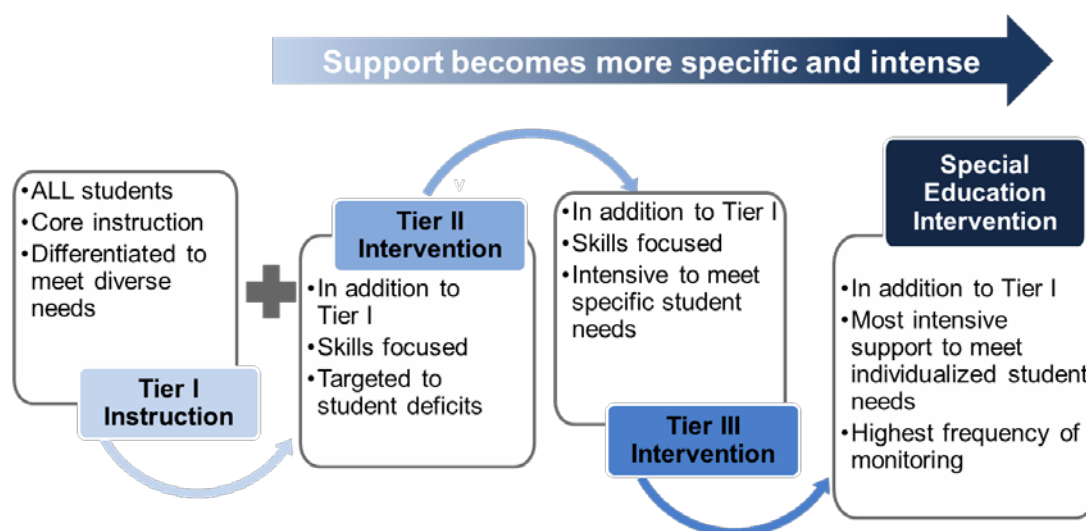 Support becomes more specific and intense
•ALL students
•Core instruction
•Differentiated to
meet diverse
needs
Tier I
Instruction
Tier II
Intervention
•In addition to
Tier I
•Skills focused
•Targeted to
student deficits
v
•In addition to Tier I
•Skills focused
•Intensive to meet
specific student
needs
Tier III
Intervention
Special
Education
Intervention
•In addition to Tier I
•Most intensive
support to meet
individualized student
needs
•Highest frequency of
monitoring